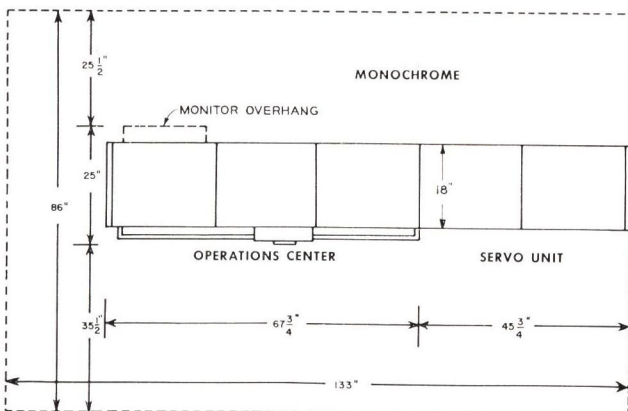 25 1/2"
MONOCHROME
MONITOR OVERHANG
25"
86"
18"
OPERATIONS CENTER
SERVO UNIT
35 1/2"
67 3/4"
45 3/4"
133"